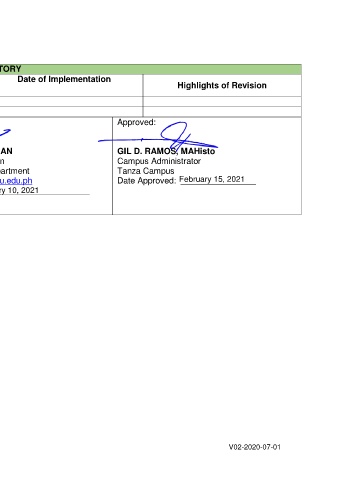 TORY
Date of Implementation
Highlights of Revision
Approved:
AN
GIL D. RAMOS, MAHisto
n
Campus Administrator
artment
Tanza Campus
u.edu.ph
Date Approved: February 15, 2021
y 10, 2021
V02-2020-07-01